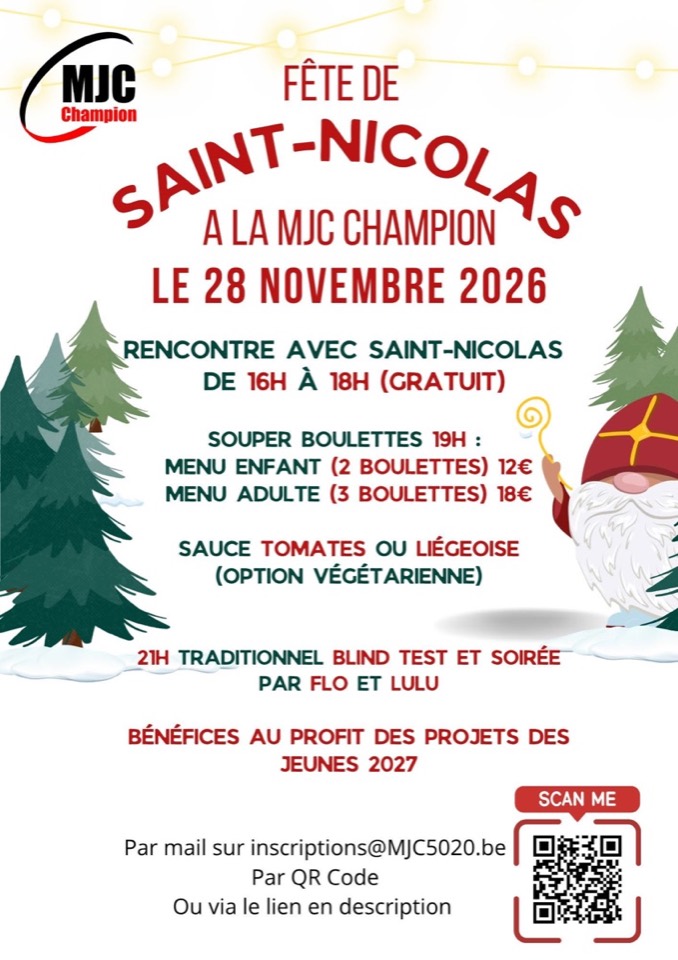 MJC
Champion
FÊTE DE
SAINT-NICOLAS
A LA MJC CHAMPION
LE 28 NOVEMBRE 2026
RENCONTRE AVEC SAINT-NICOLAS
DE 16H À 18H (GRATUIT)
SOUPER BOULETTES 19H :
MENU ENFANT (2 BOULETTES) 12€
MENU ADULTE (3 BOULETTES) 18€
SAUCE TOMATES OU LIÉGEOISE
(OPTION VÉGÉTARIENNE)
21H TRADITIONNEL BLIND TEST ET SOIRÉE
PAR FLO ET LULU
BÉNÉFICES AU PROFIT DES PROJETS DES
JEUNES 2027
SCAN ME
Par mail sur inscriptions@MJC5020.be
Par QR Code
Ou via le lien en description